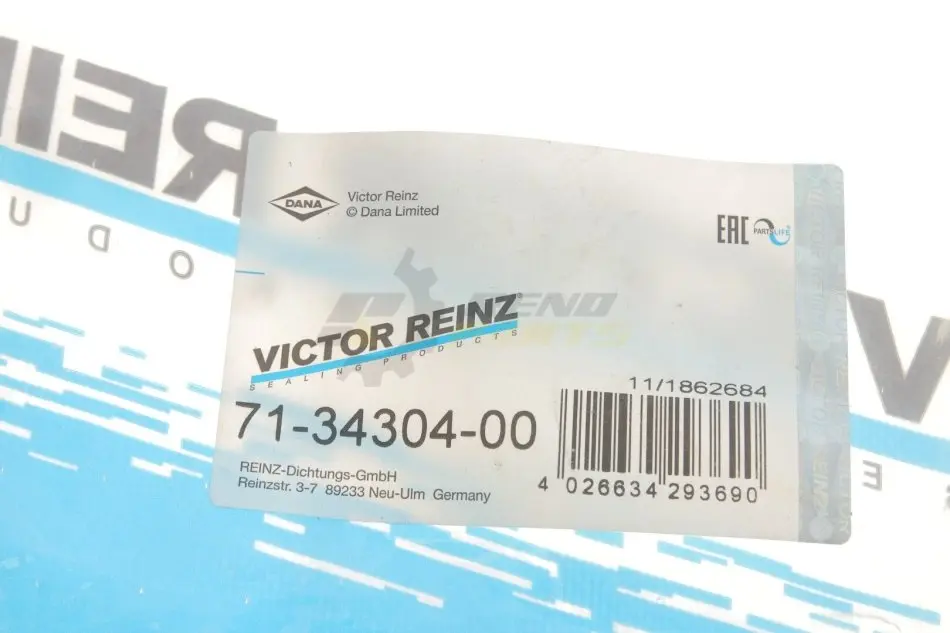 DANA
Victor Reinz
© Dana Limited
EAC
PARTSLIFE
VICTOR REINZ®
SEALING PRODUCTS
71-34304-00
11/1862684
REINZ-Dichtungs-GmbH
Reinzstr. 3-7 89233 Neu-Ulm Germany
4 026634 293690